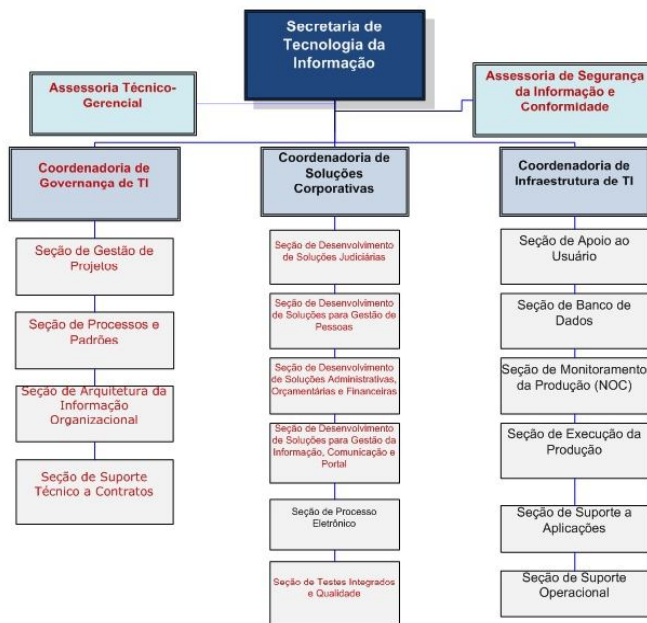 Secretaria de
Tecnologia da
Informação
Assessoria Técnico-
Gerencial
Assessoria de Segurança
da Informação e
Conformidade
Coordenadoria de
Governança de TI
Coordenadoria de
Soluções
Corporativas
Coordenadoria de
Infraestrutura de TI
Seção de Gestão de
Projetos
Seção de Processos e
Padrões
Seção de Arquitetura da
Informação
Organizacional
Seção de Suporte
Técnico a Contratos
Seção de Desenvolvimento
de Soluções Judiciárias
Seção de Desenvolvimento
de Soluções para Gestão de
Pessoas
Seção de Desenvolvimento
de Soluções Administrativas,
Orçamentárias e Financeiras
Seção de Desenvolvimento
de Soluções para Gestão da
Informação, Comunicação e
Portal
Seção de Processo
Eletrônico
Seção de Testes Integrados
e Qualidade
Seção de Apoio ao
Usuário
Seção de Banco de
Dados
Seção de Monitoramento
da Produção (NOC)
Seção de Execução da
Produção
Seção de Suporte a
Aplicações
Seção de Suporte
Operacional